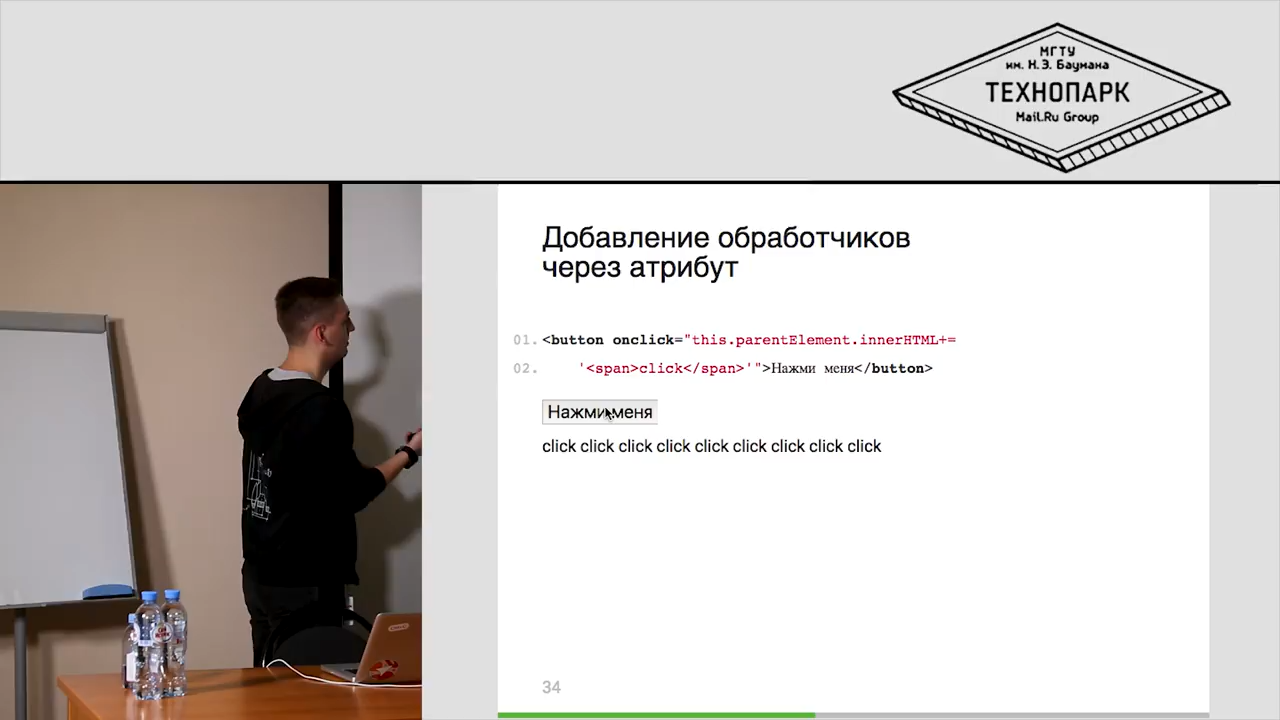 МГТУ
им. Н.Э. Баумана
ТЕХНОПАРК
Mail.Ru Group
Добавление обработчиков
через атрибут
01. <button onclick="this.parentElement.innerHTML+=
02. '<span>click</span>'">Нажми меня</button>
Нажми меня
click click click click click click click click click
34